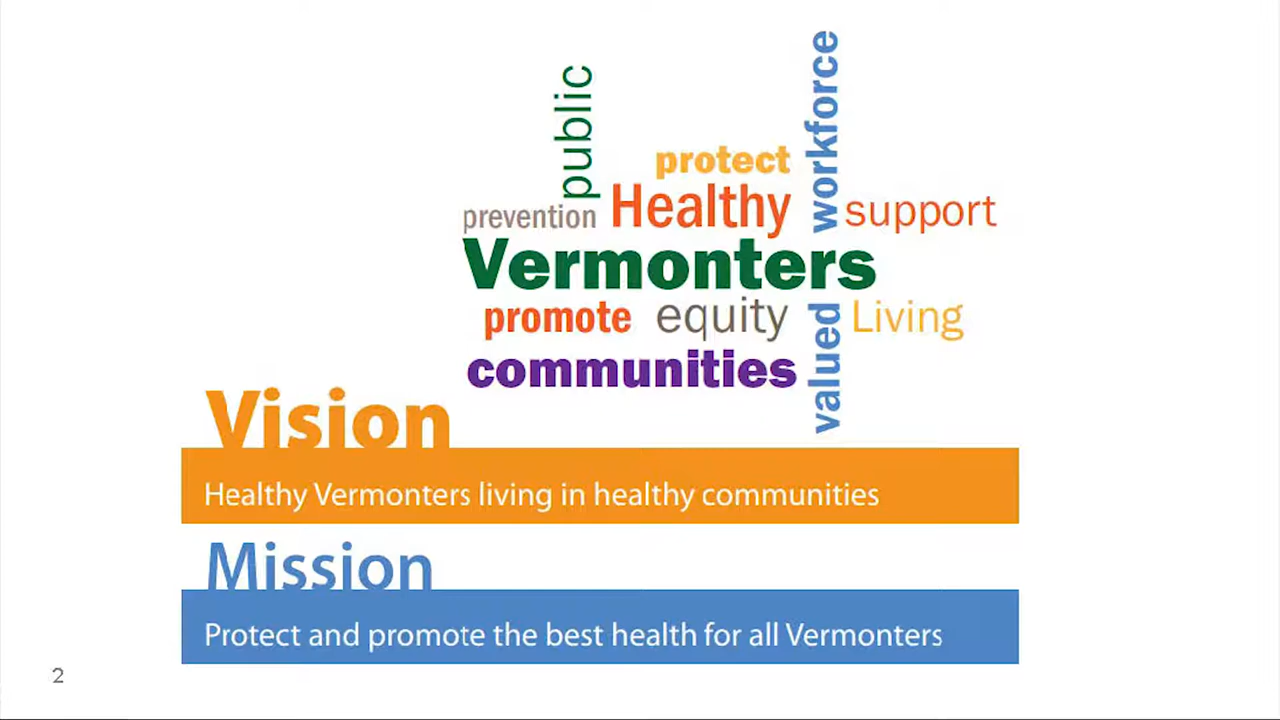 public
workforce
protect
prevention Healthy support
Vermonters
promote equity valued Living
communities
Vision
Healthy Vermonters living in healthy communities
Mission
Protect and promote the best health for all Vermonters
2